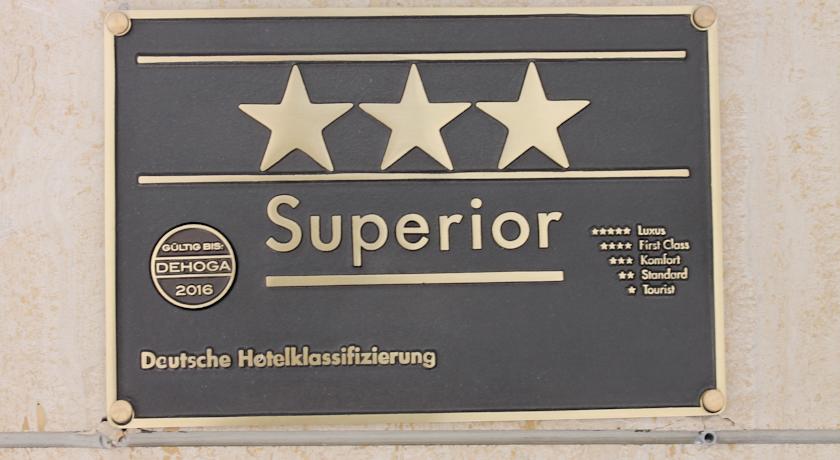 Superior
GÜLTIG BIS:
DEHOGA
2016
Luxus
First Class
Komfort
Standard
Tourist
Deutsche Hotelklassifizierung